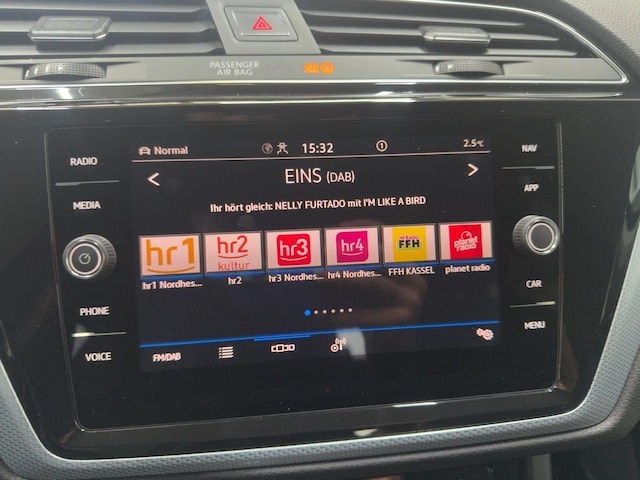 PASSENGER
AIR BAG ON
RADIO
MEDIA
PHONE
VOICE
NAV
APP
CAR
MENU
Normal 15:32 1 2.5°C
< EINS (DAB) >
Ihr hört gleich: NELLY FURTADO mit I'M LIKE A BIRD
hr1 hr2 kultur hr3 hr4 FFH planet radio
hr1 Nordhes... hr2 hr3 Nordhes... hr4 Nordhes... FFH KASSEL planet radio
FM/DAB